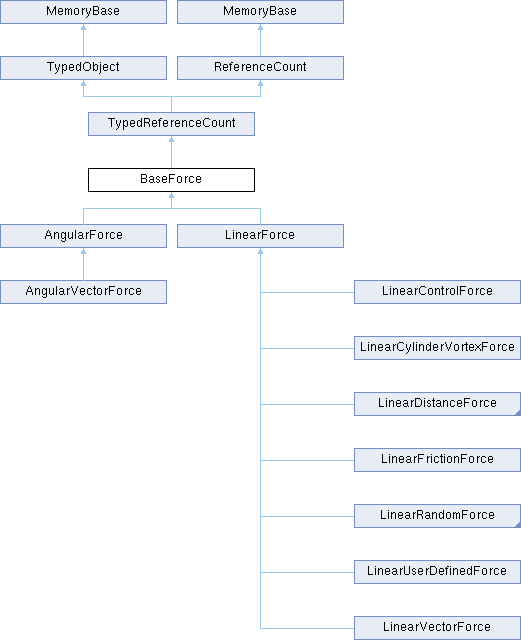 MemoryBase
MemoryBase
TypedObject
ReferenceCount
TypedReferenceCount
BaseForce
AngularForce
LinearForce
AngularVectorForce
LinearControlForce
LinearCylinderVortexForce
LinearDistanceForce
LinearFrictionForce
LinearRandomForce
LinearUserDefinedForce
LinearVectorForce